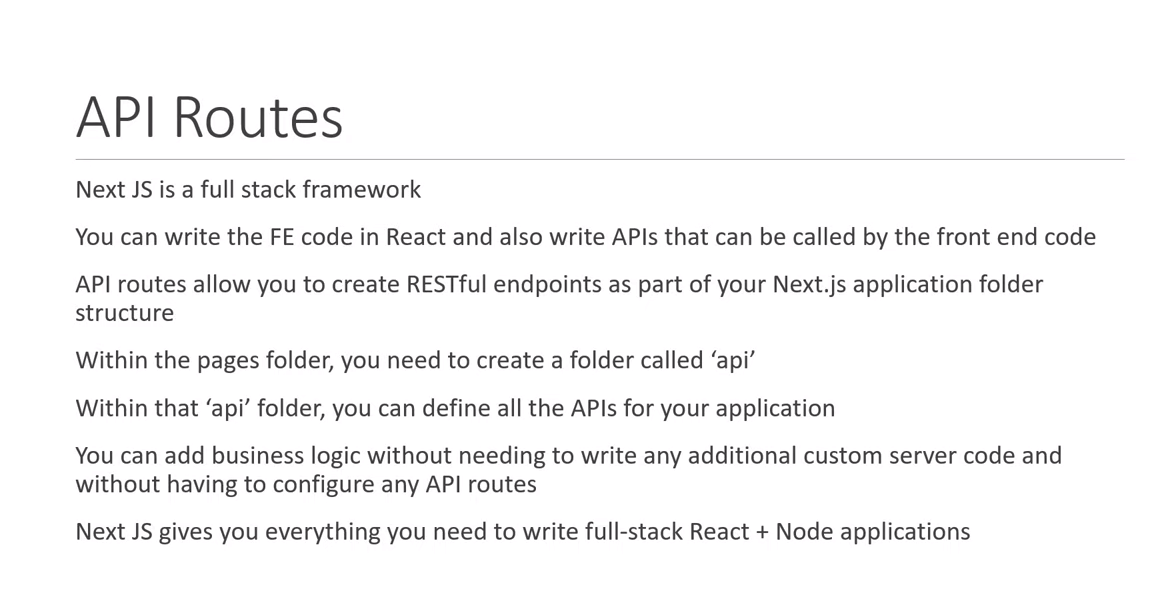 API Routes
Next JS is a full stack framework
You can write the FE code in React and also write APIs that can be called by the front end code
API routes allow you to create RESTful endpoints as part of your Next.js application folder
structure
Within the pages folder, you need to create a folder called ‘api’
Within that ‘api’ folder, you can define all the APIs for your application
You can add business logic without needing to write any additional custom server code and
without having to configure any API routes
Next JS gives you everything you need to write full-stack React + Node applications